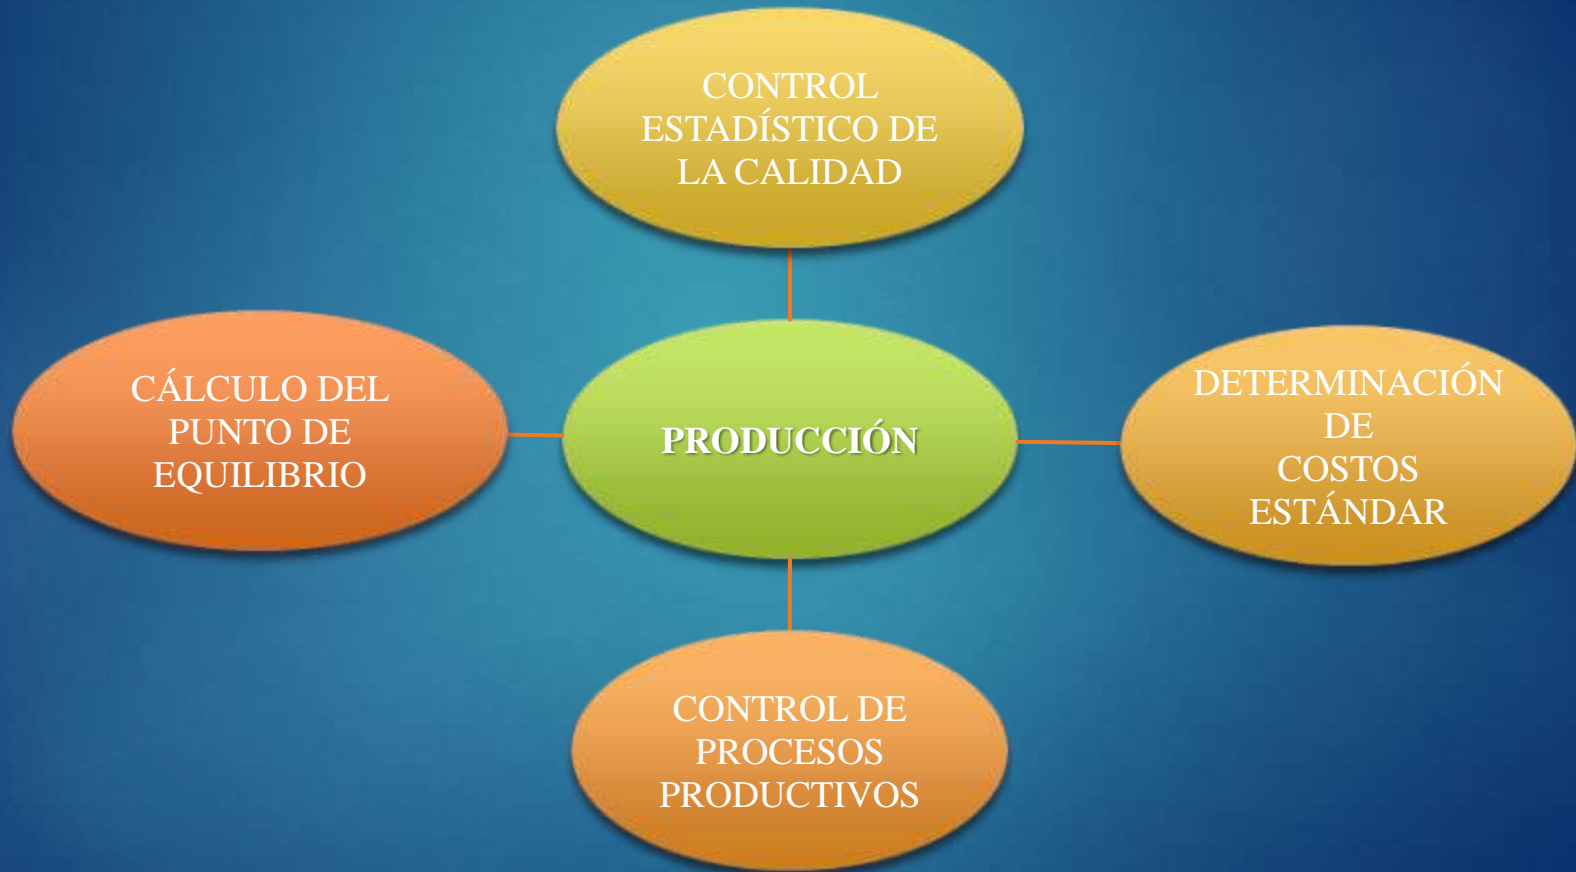 CONTROL
ESTADÍSTICO DE
LA CALIDAD
CÁLCULO DEL
PUNTO DE
EQUILIBRIO
PRODUCCIÓN
DETERMINACIÓN
DE
COSTOS
ESTÁNDAR
CONTROL DE
PROCESOS
PRODUCTIVOS